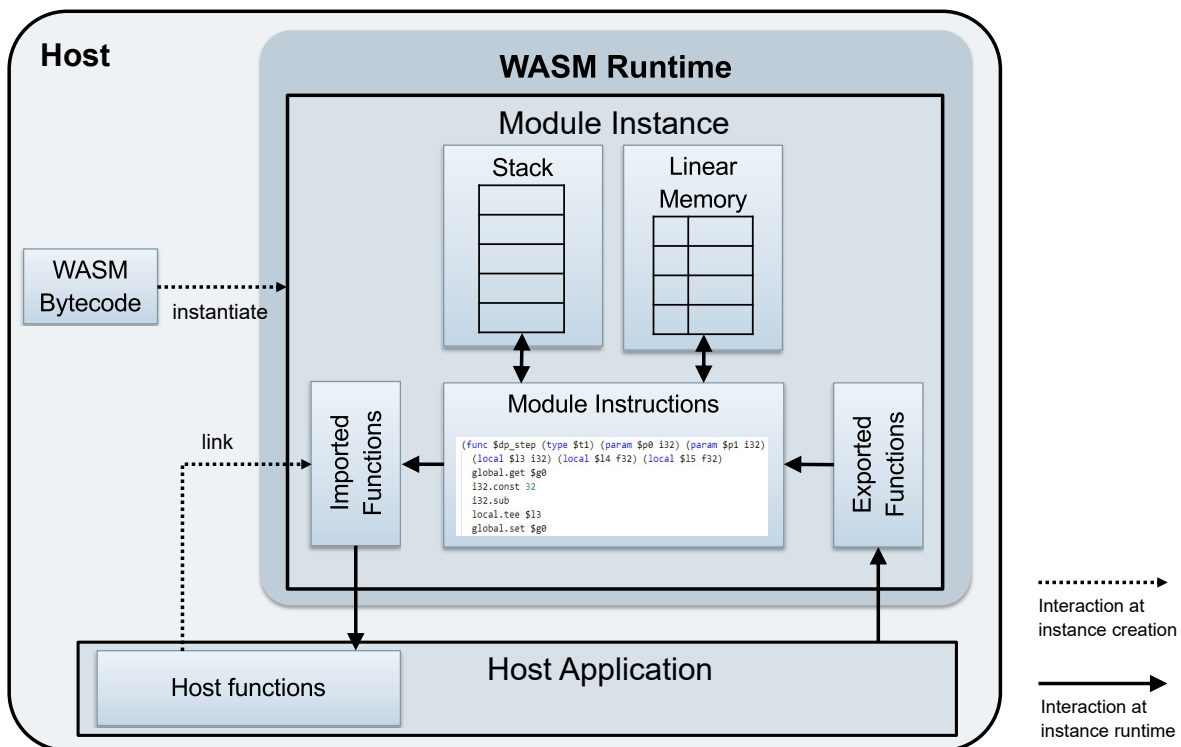 Host
WASM Runtime
Module Instance
Stack
Linear
Memory
WASM
Bytecode
instantiate
link
Imported
Functions
Module Instructions
(func $dp_step (type $t1) (param $p0 i32) (param $p1 i32)
(local $l3 i32) (local $l4 f32) (local $l5 f32)
global.get $g0
i32.const 32
i32.sub
local.tee $l3
global.set $g0
Exported
Functions
Host functions
Host Application
Interaction at
instance creation
Interaction at
instance runtime